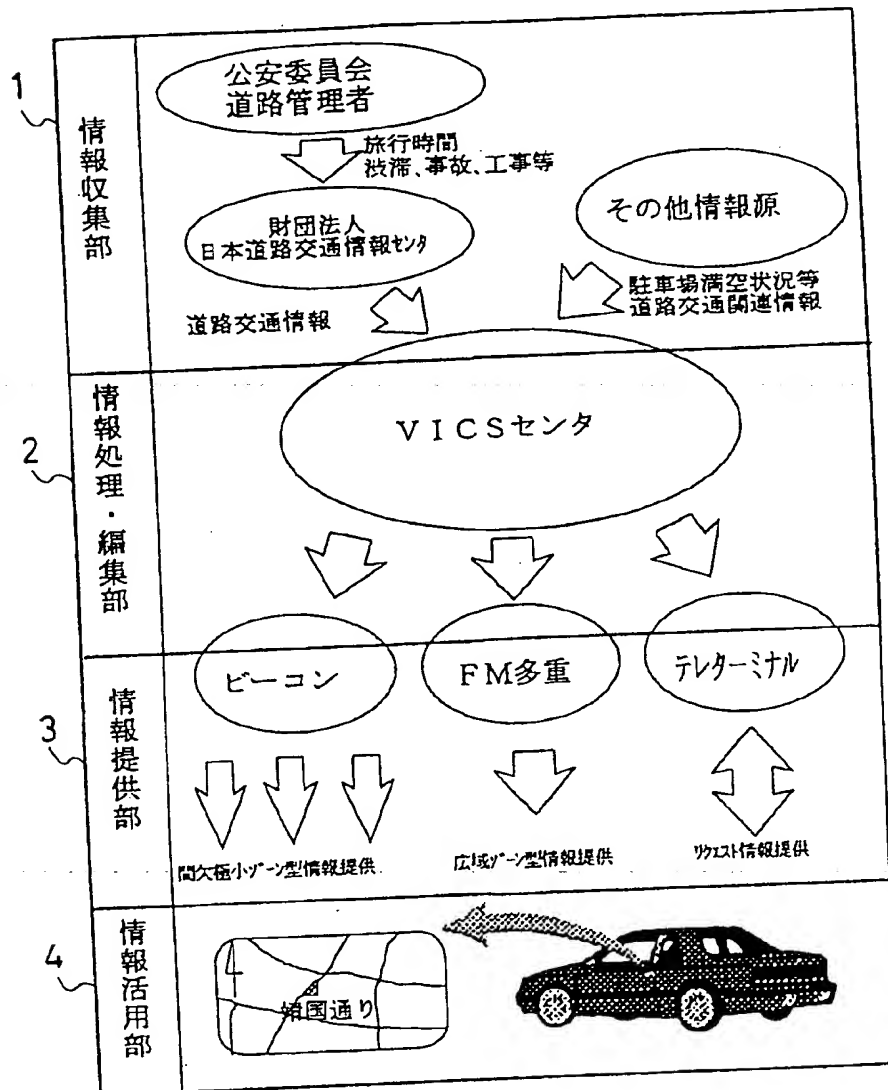 1
情報収集部
公安委員会
道路管理者
旅行時間
渋滞、事故、工事等
財団法人
日本道路交通情報センタ
その他情報源
駐車場満空状況等
道路交通関連情報
道路交通情報
2
情報処理・編集部
VICSセンタ
3
情報提供部
ビーコン
FM多重
テレターミナル
間欠極小ゾーン型情報提供
広域ゾーン型情報提供
リクエスト情報提供
4
情報活用部
靖国通り